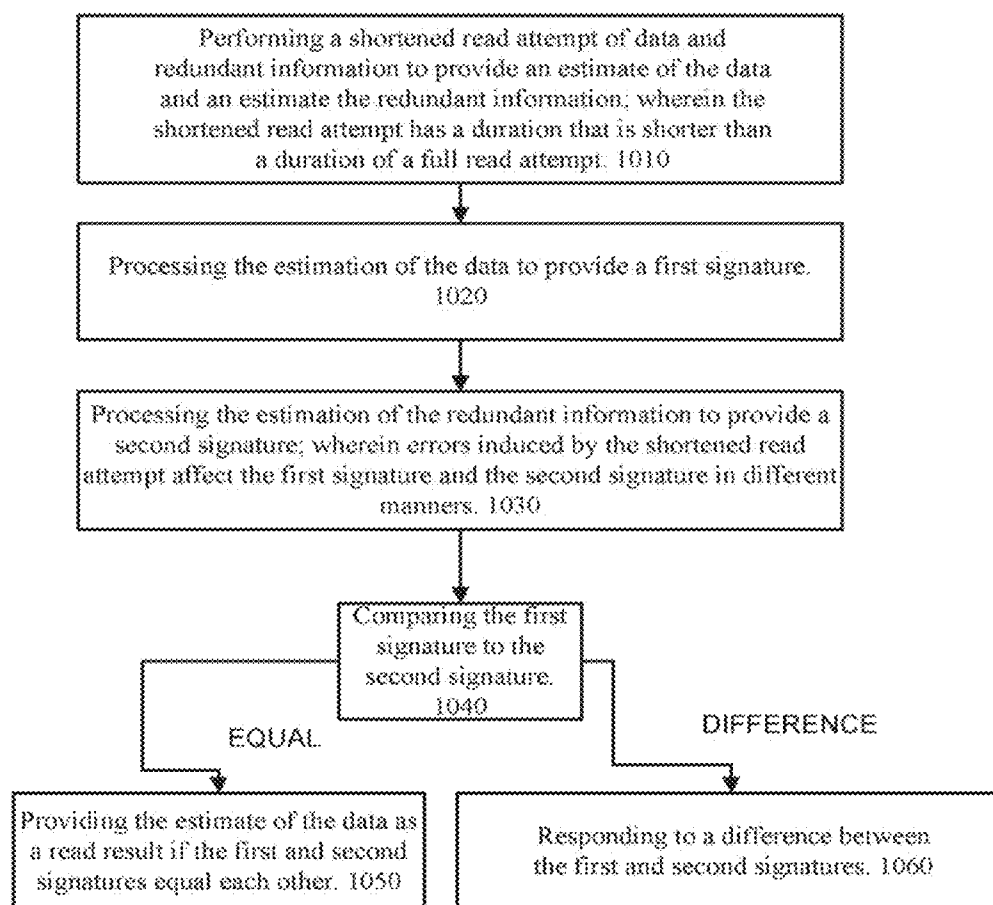 Performing a shortened read attempt of data and
redundant information to provide an estimate of the data
and an estimate the redundant information; wherein the
shortened read attempt has a duration that is shorter than
a duration of a full read attempt. 1010
Processing the estimation of the data to provide a first signature.
1020
Processing the estimation of the redundant information to provide a
second signature; wherein errors induced by the shortened read
attempt affect the first signature and the second signature in different
manners. 1030
Comparing the first
signature to the
second signature.
1040
EQUAL
DIFFERENCE
Providing the estimate of the data as
a read result if the first and second
signatures equal each other. 1050
Responding to a difference between
the first and second signatures. 1060